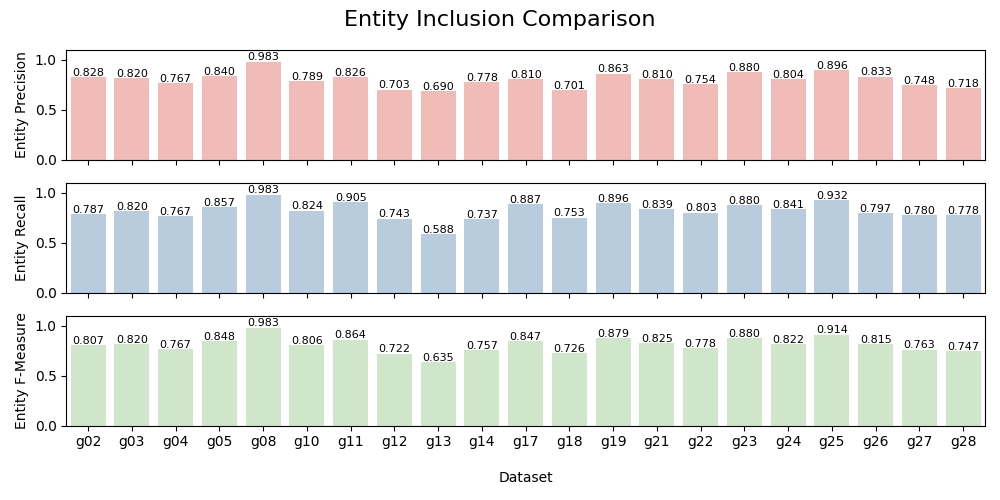 Entity Inclusion Comparison
Entity Precision
1.0
0.5
0.0
0.828 0.820 0.767 0.840 0.983 0.789 0.826 0.703 0.690 0.778 0.810 0.701 0.863 0.810 0.754 0.880 0.804 0.896 0.833 0.748 0.718
Entity Recall
1.0
0.5
0.0
0.787 0.820 0.767 0.857 0.983 0.824 0.905 0.743 0.588 0.737 0.887 0.753 0.896 0.839 0.803 0.880 0.841 0.932 0.797 0.780 0.778
Entity F-Measure
1.0
0.5
0.0
0.807 0.820 0.767 0.848 0.983 0.806 0.864 0.722 0.635 0.757 0.847 0.726 0.879 0.825 0.778 0.880 0.822 0.914 0.815 0.763 0.747
g02 g03 g04 g05 g08 g10 g11 g12 g13 g14 g17 g18 g19 g21 g22 g23 g24 g25 g26 g27 g28
Dataset